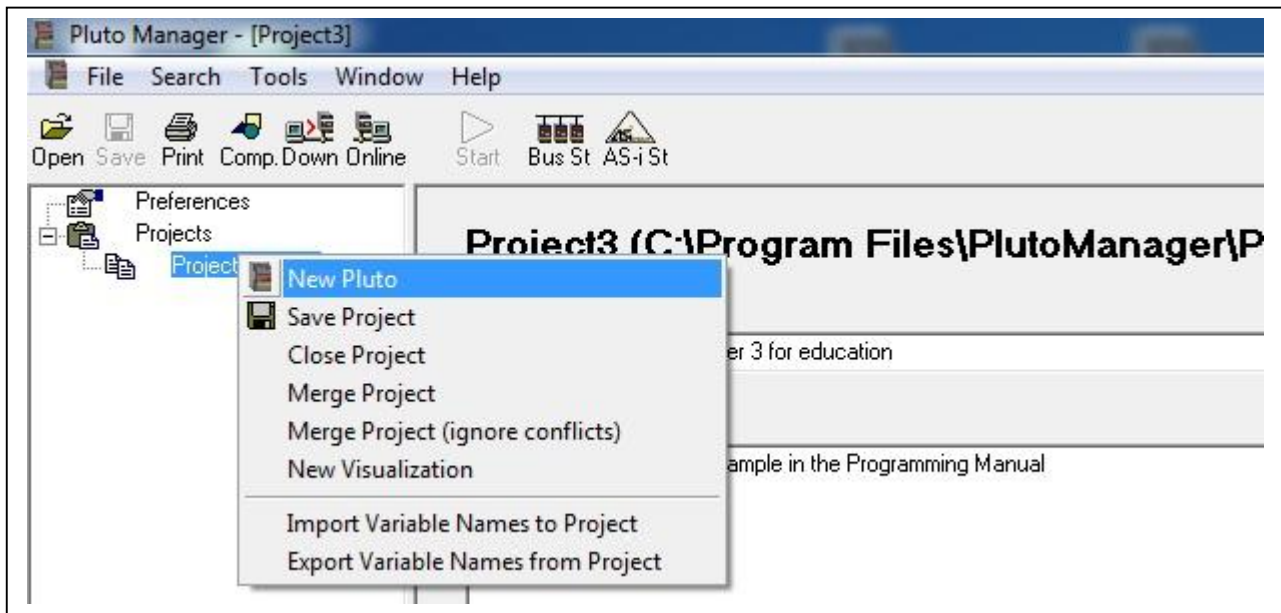 Pluto Manager - [Project3]
File Search Tools Window Help
Open Save Print Comp. Down Online Start Bus St AS-i St
Preferences
Projects
Project
Project3 (C:\Program Files\PlutoManager\P
New Pluto
Save Project
Close Project
er 3 for education
Merge Project
Merge Project (ignore conflicts)
New Visualization
ample in the Programming Manual
Import Variable Names to Project
Export Variable Names from Project